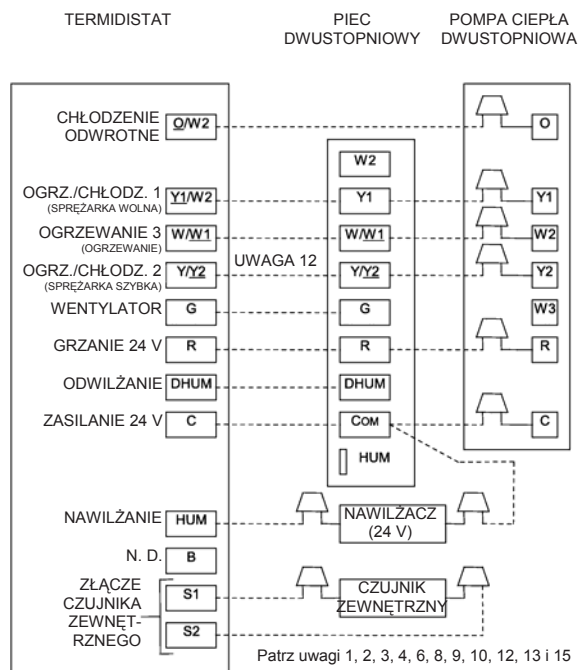 TERMIDISTAT
PIEC
DWUSTOPNIOWY
POMPA CIEPŁA
DWUSTOPNIOWA
CHŁODZENIE
ODWROTNE
O/W2
O
W2
OGRZ./CHŁODZ. 1
(SPRĘŻARKA WOLNA)
Y1/W2
Y1
Y1
OGRZEWANIE 3
(OGRZEWANIE)
W/W1
UWAGA 12
W/W1
W2
OGRZ./CHŁODZ. 2
(SPRĘŻARKA SZYBKA)
Y/Y2
Y/Y2
Y2
WENTYLATOR
G
G
W3
GRZANIE 24 V
R
R
R
ODWILŻANIE
DHUM
DHUM
ZASILANIE 24 V
C
COM
C
HUM
NAWILŻANIE
HUM
NAWILŻACZ
(24 V)
N. D.
B
ZŁĄCZE
CZUJNIKA
ZEWNĘT-
RZNEGO
S1
CZUJNIK
ZEWNĘTRZNY
S2
Patrz uwagi 1, 2, 3, 4, 6, 8, 9, 10, 12, 13 i 15